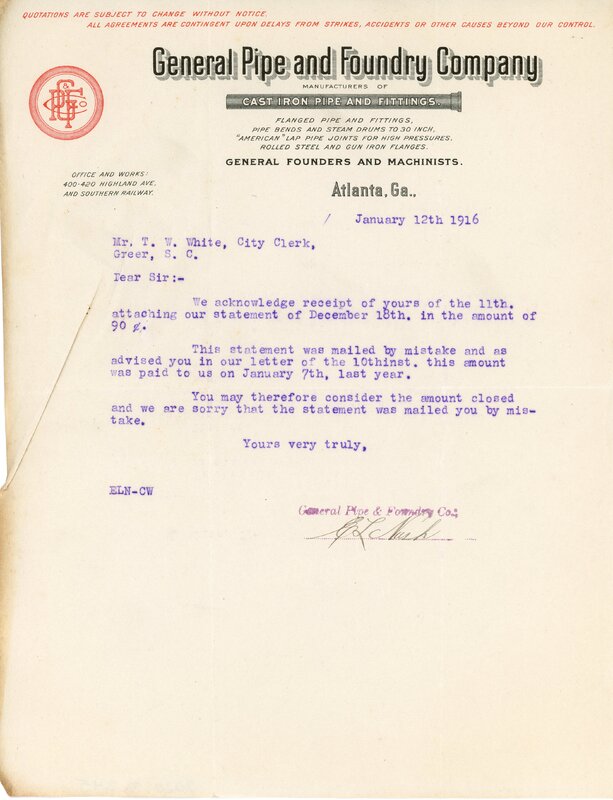 QUOTATIONS ARE SUBJECT TO CHANGE WITHOUT NOTICE.
ALL AGREEMENTS ARE CONTINGENT UPON DELAYS FROM STRIKES, ACCIDENTS OR OTHER CAUSES BEYOND OUR CONTROL.
General Pipe and Foundry Company
MANUFACTURERS OF
CAST IRON PIPE AND FITTINGS.
FLANGED PIPE AND FITTINGS,
PIPE BENDS AND STEAM DRUMS TO 30 INCH,
"AMERICAN" LAP PIPE JOINTS FOR HIGH PRESSURES.
ROLLED STEEL AND GUN IRON FLANGES.
GENERAL FOUNDERS AND MACHINISTS.
OFFICE AND WORKS:
400-420 HIGHLAND AVE,
AND SOUTHERN RAILWAY.
Atlanta, Ga.,
/ January 12th 1916
Mr. T. W. White, City Clerk,
Greer, S. C.
Dear Sir:-
We acknowledge receipt of yours of the 11th.
attaching our statement of December 18th. in the amount of
90 ¢.
This statement was mailed by mistake and as
advised you in our letter of the 10thinst. this amount
was paid to us on January 7th, last year.
You may therefore consider the amount closed
and we are sorry that the statement was mailed you by mis-
take.
Yours very truly,
ELN-CW
General Pipe & Foundry Co.;
E L Nash